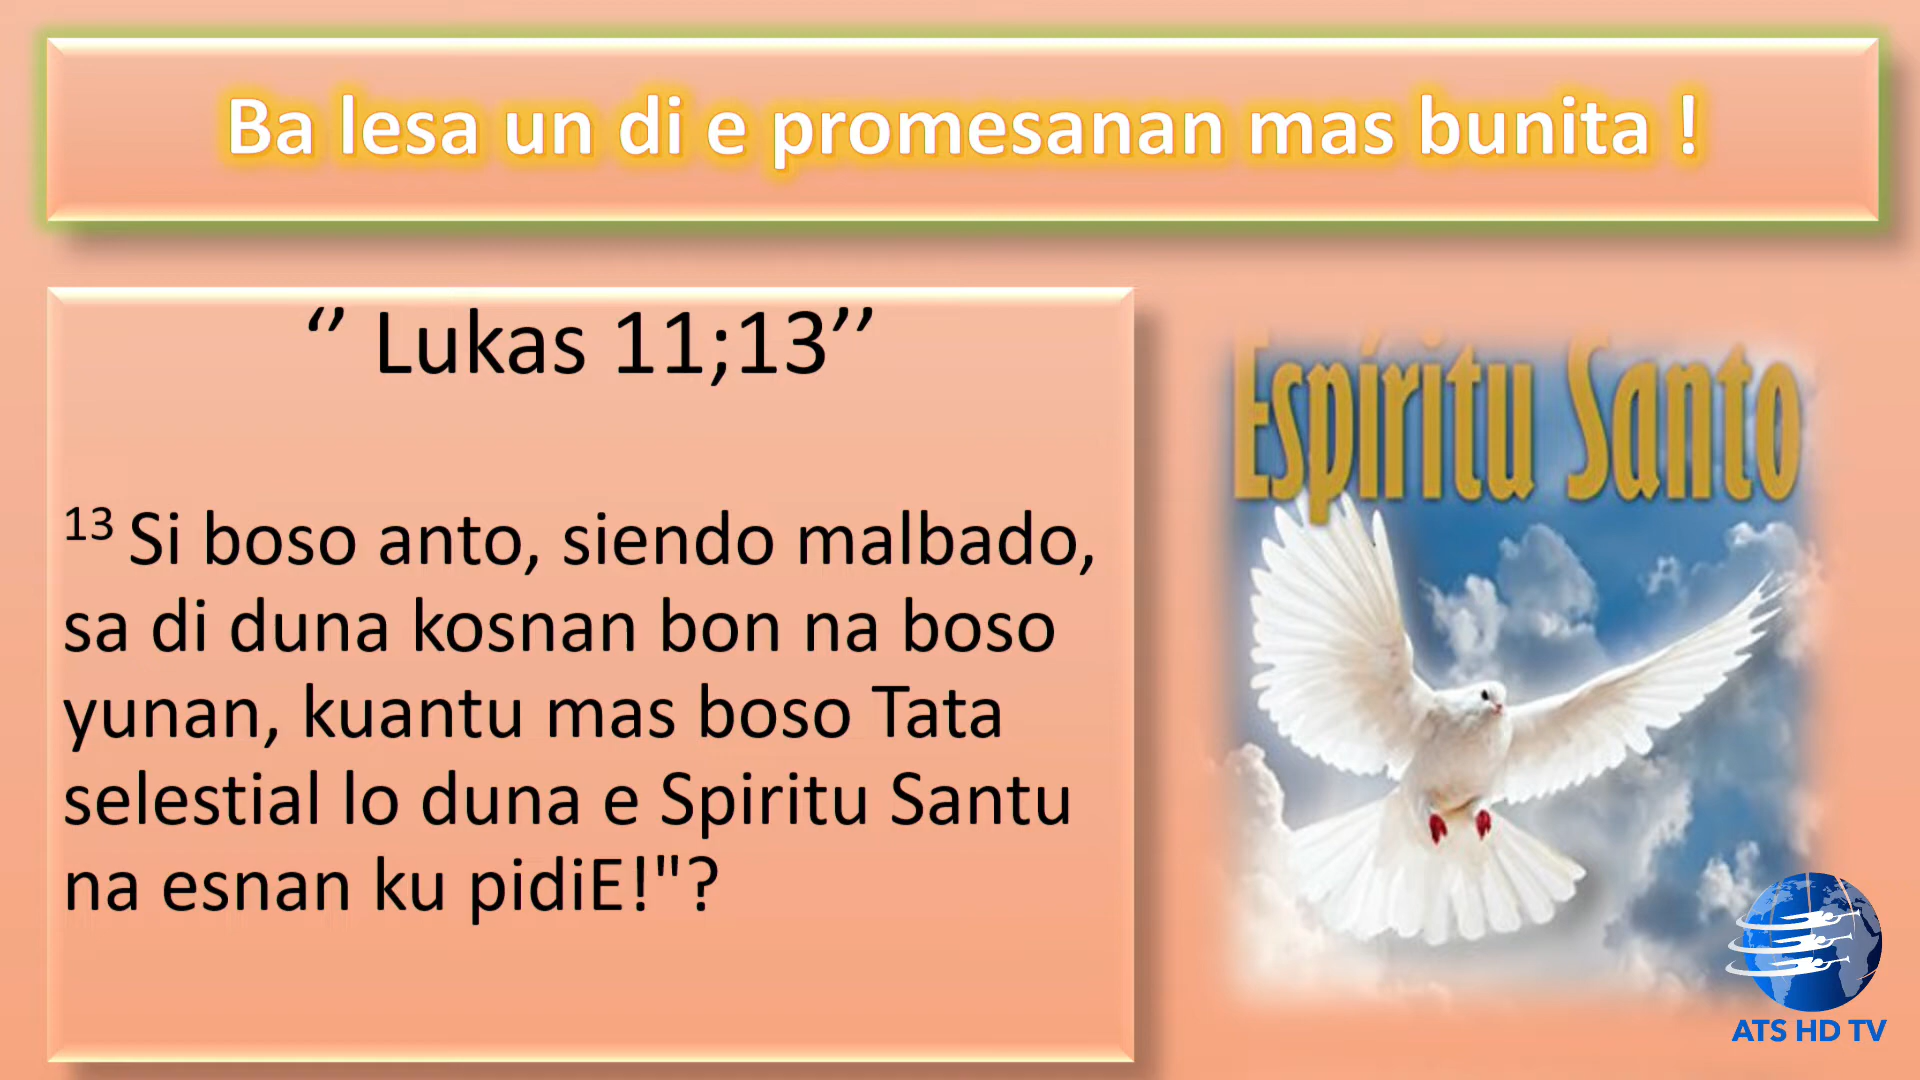 Ba lesa un di e promesanan mas bunita !
‘’ Lukas 11;13’’
13 Si boso anto, siendo malbado,
sa di duna kosnan bon na boso
yunan, kuantu mas boso Tata
selestial lo duna e Spiritu Santu
na esnan ku pidiE!"?
Espíritu Santo
ATS HD TV